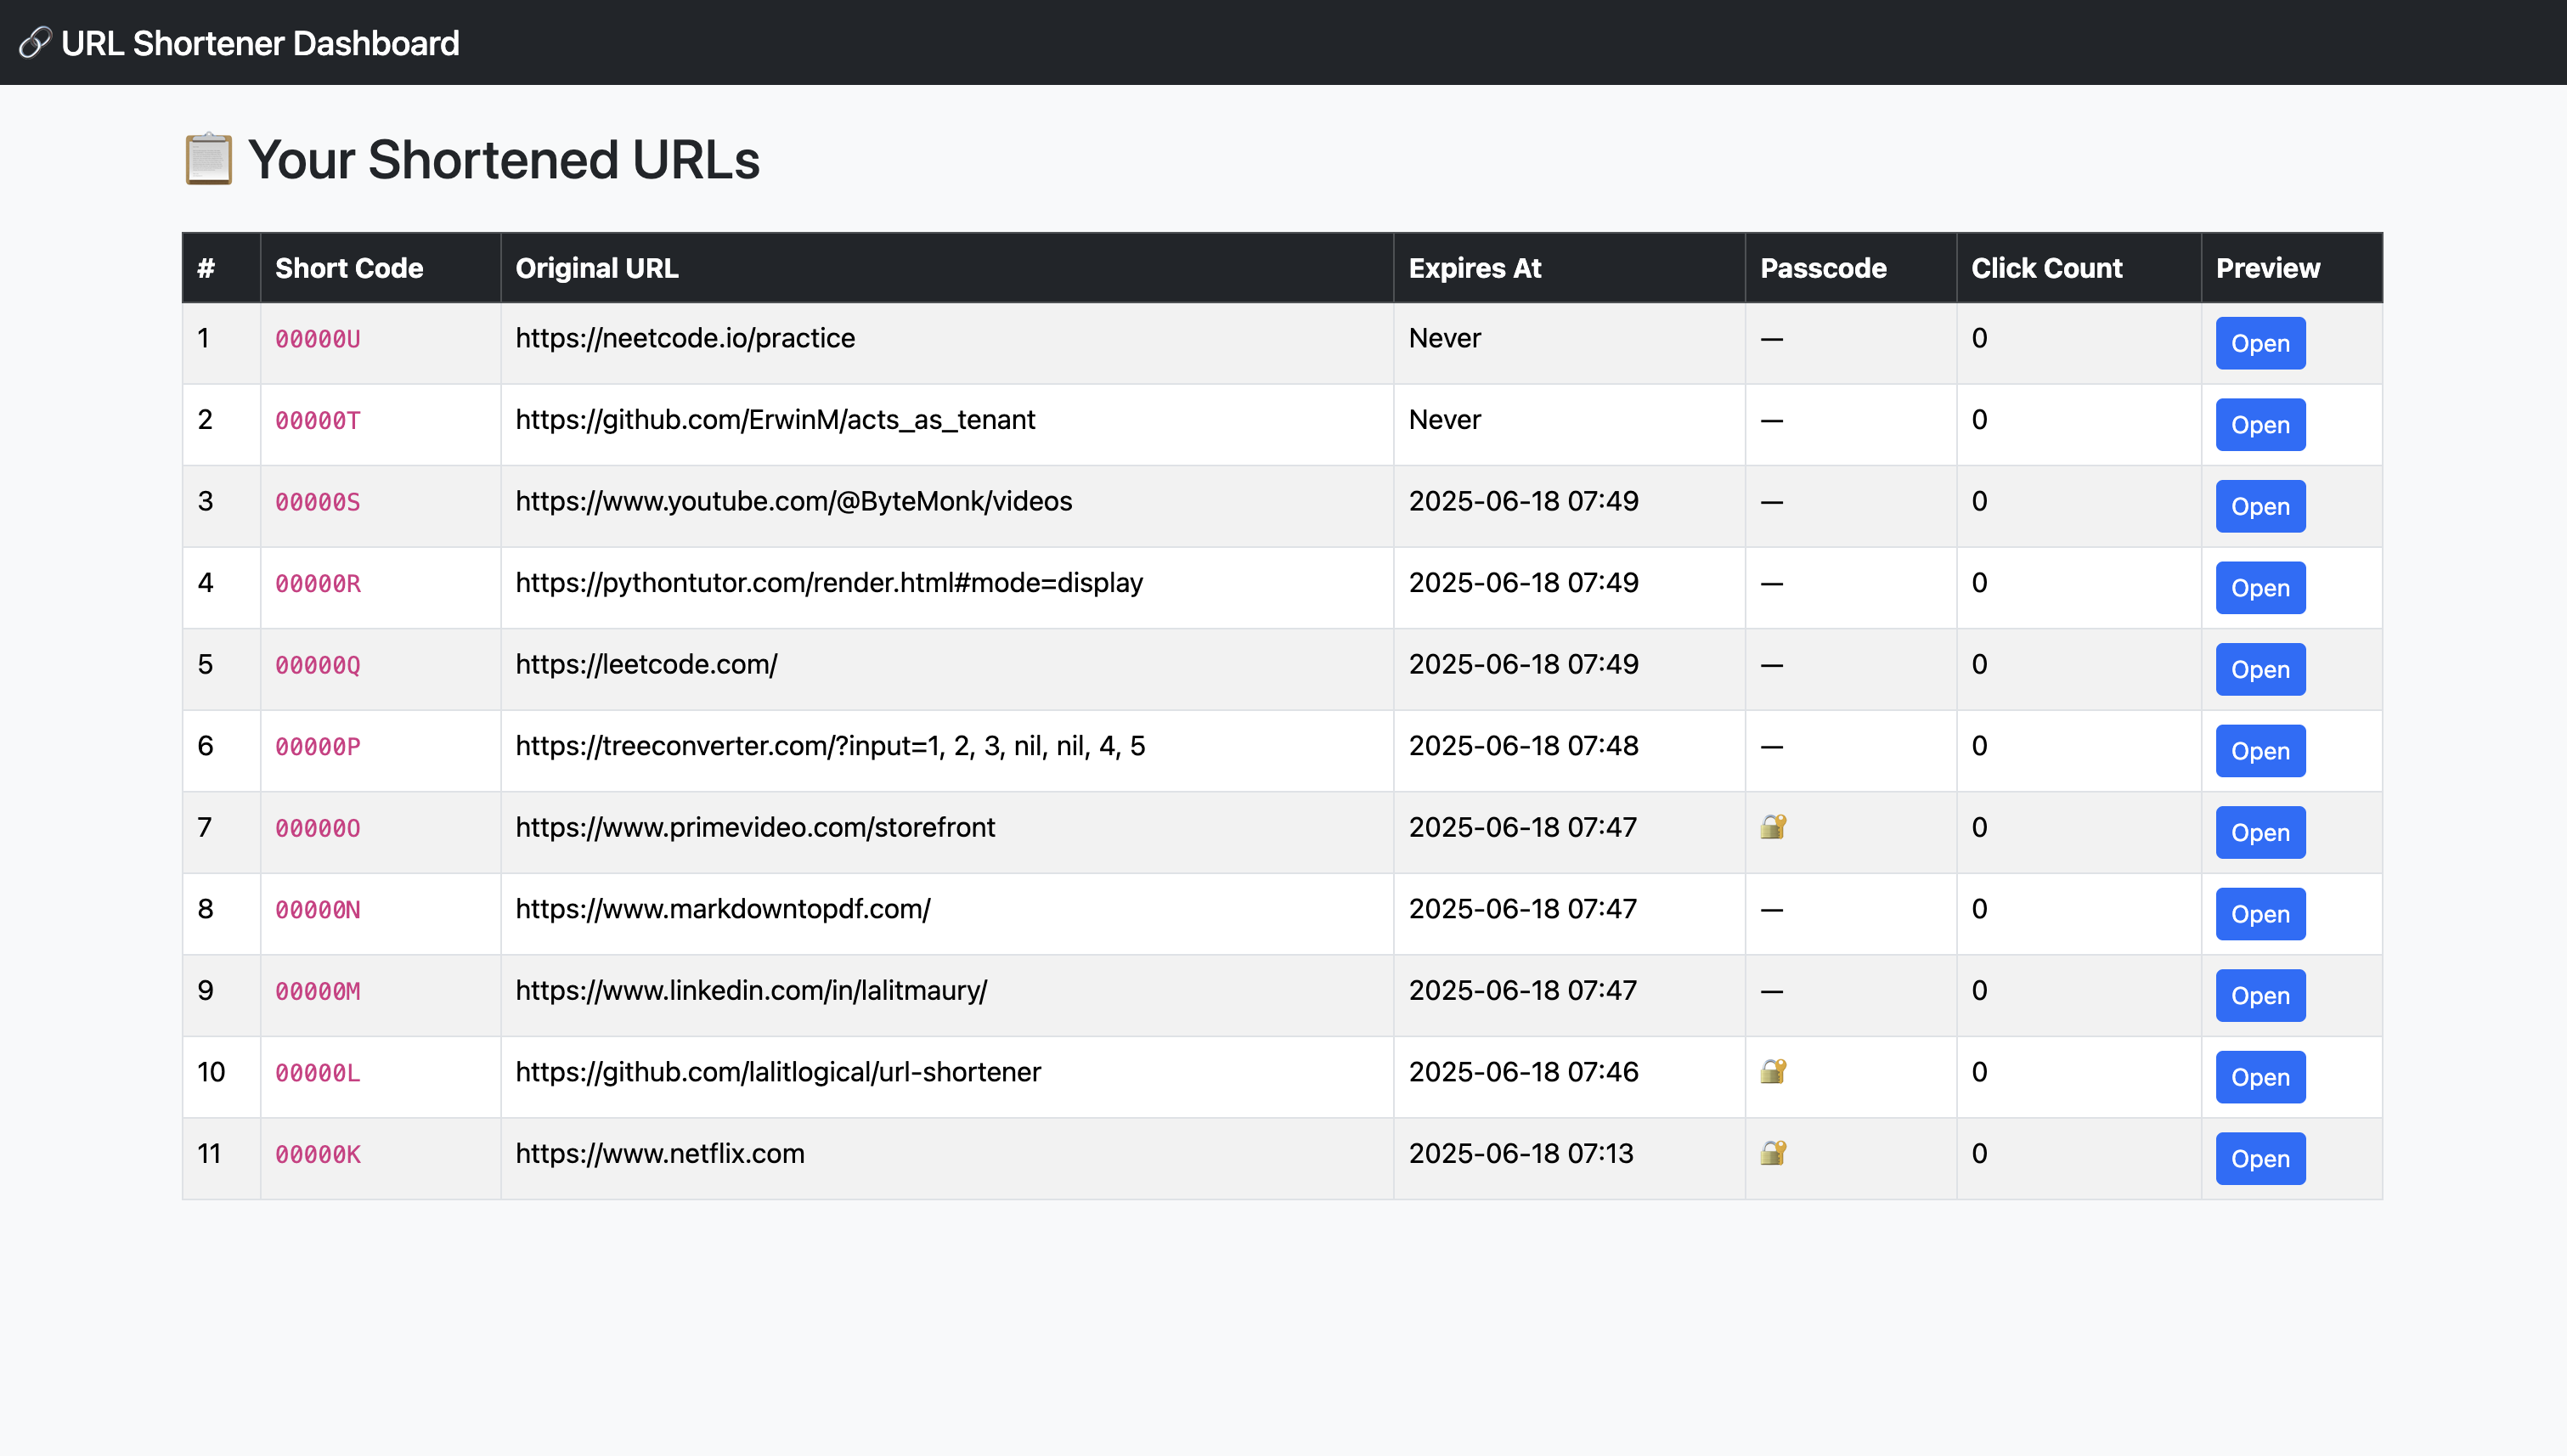 🔗 URL Shortener Dashboard
📋 Your Shortened URLs
# Short Code Original URL Expires At Passcode Click Count Preview
1 00000U https://neetcode.io/practice Never — 0 Open
2 00000T https://github.com/ErwinM/acts_as_tenant Never — 0 Open
3 00000S https://www.youtube.com/@ByteMonk/videos 2025-06-18 07:49 — 0 Open
4 00000R https://pythontutor.com/render.html#mode=display 2025-06-18 07:49 — 0 Open
5 00000Q https://leetcode.com/ 2025-06-18 07:49 — 0 Open
6 00000P https://treeconverter.com/?input=1, 2, 3, nil, nil, 4, 5 2025-06-18 07:48 — 0 Open
7 00000O https://www.primevideo.com/storefront 2025-06-18 07:47 🔐 0 Open
8 00000N https://www.markdowntopdf.com/ 2025-06-18 07:47 — 0 Open
9 00000M https://www.linkedin.com/in/lalitmaury/ 2025-06-18 07:47 — 0 Open
10 00000L https://github.com/lalitlogical/url-shortener 2025-06-18 07:46 🔐 0 Open
11 00000K https://www.netflix.com 2025-06-18 07:13 🔐 0 Open